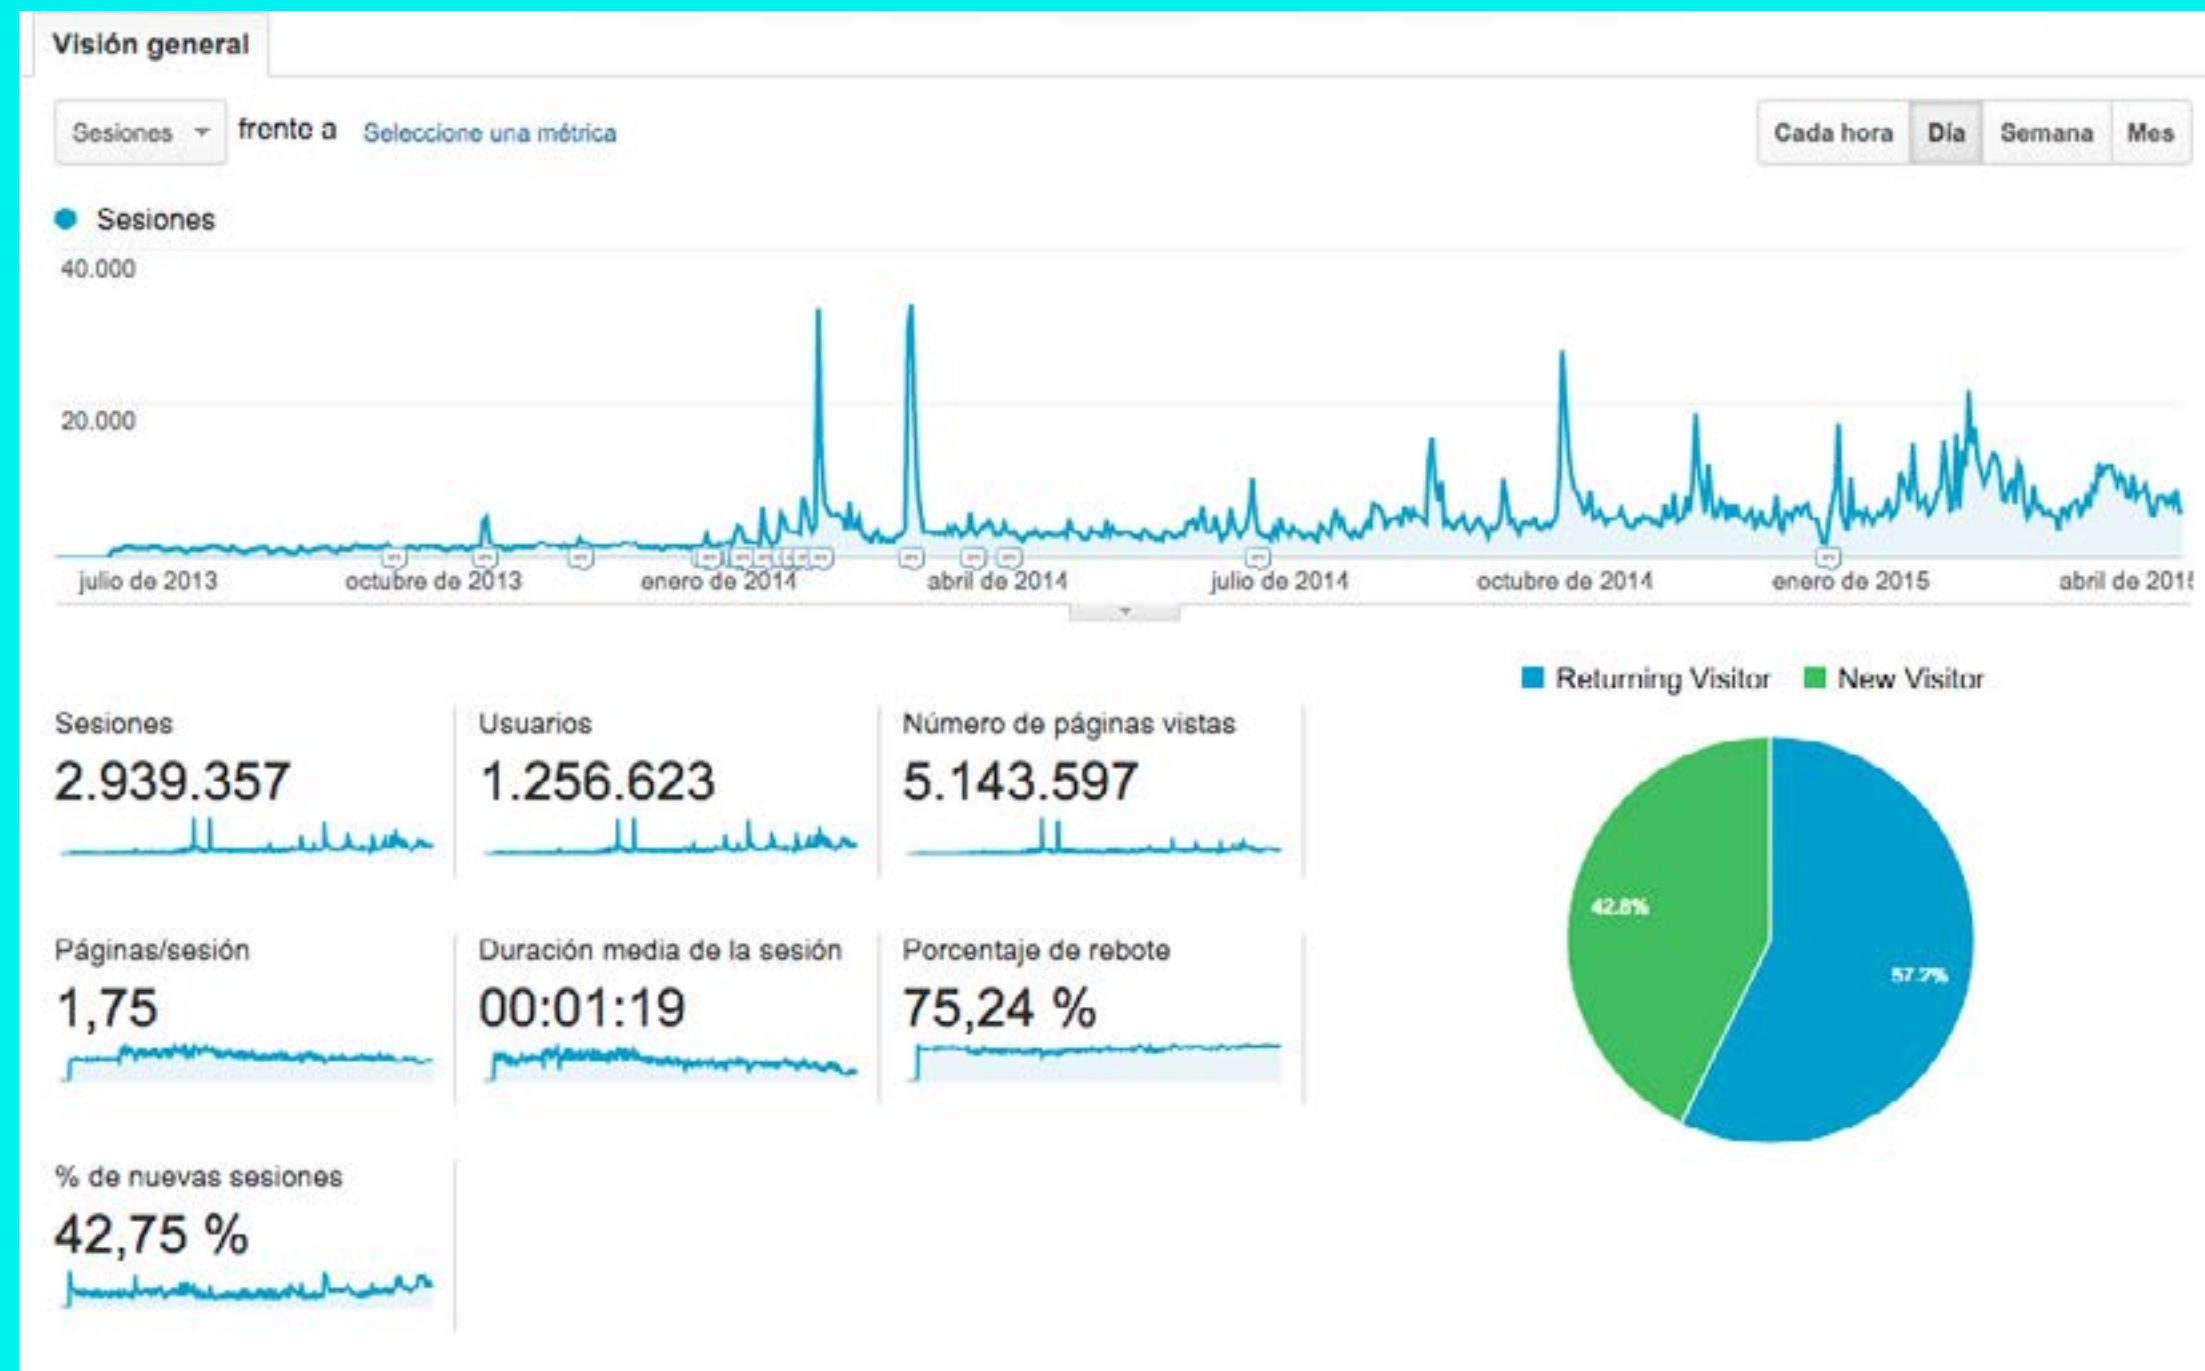 Visión general
Sesiones frente a Seleccione una métrica
Cada hora Día Semana Mes
Sesiones
40.000
20.000
julio de 2013 octubre de 2013 enero de 2014 abril de 2014 julio de 2014 octubre de 2014 enero de 2015 abril de 201
Returning Visitor New Visitor
Sesiones Usuarios Número de páginas vistas
2.939.357 1.256.623 5.143.597
42.8%
57.2%
Páginas/sesión Duración media de la sesión Porcentaje de rebote
1,75 00:01:19 75,24 %
% de nuevas sesiones
42,75 %